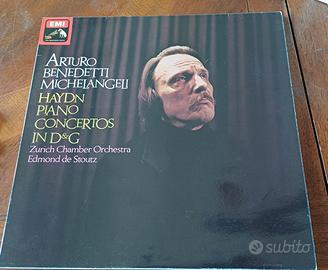 EMI
ARTURO
BENEDETTI
MICHELANGELI
HAYDN
PIANO
CONCERTOS
IN D&G
Zurich Chamber Orchestra
Edmond de Stoutz
subito